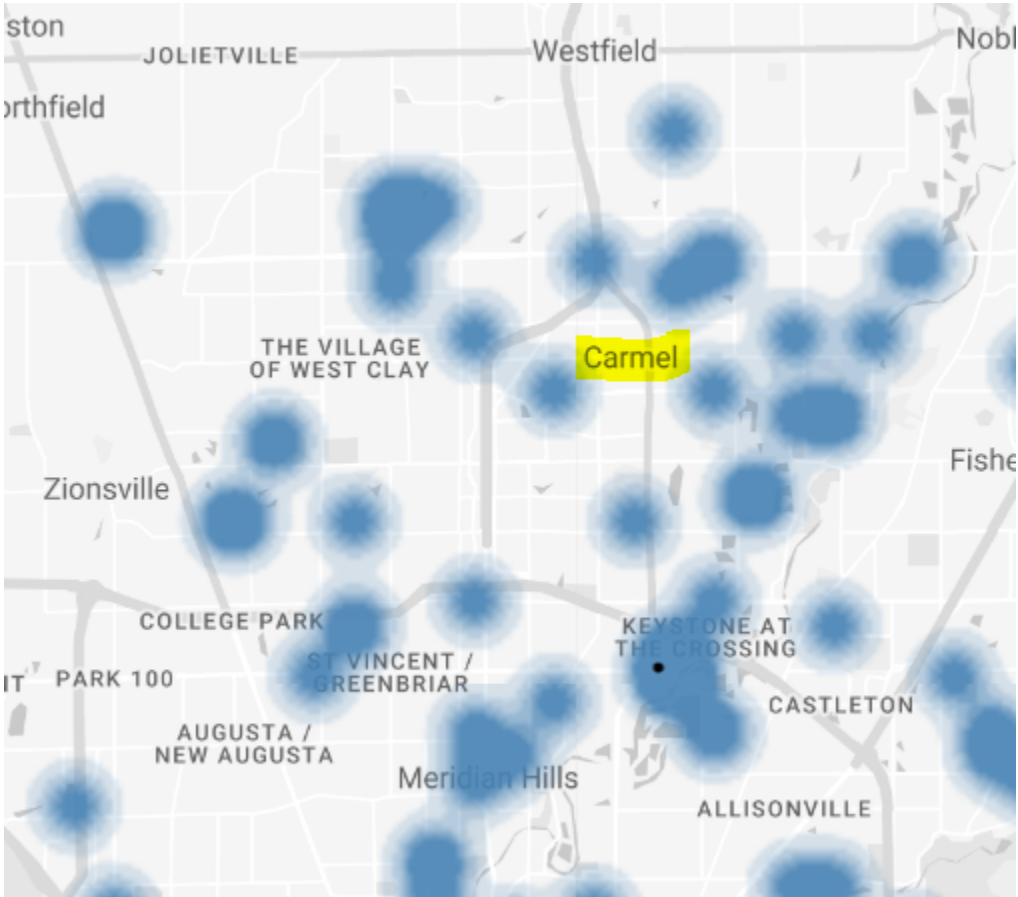 ston
JOLIETVILLE
Westfield
Nobl
orthfield
THE VILLAGE
OF WEST CLAY
Carmel
Zionsville
Fishe
COLLEGE PARK
KEYSTONE AT
THE CROSSING
ST VINCENT /
GREENBRIAR
IT
PARK 100
CASTLETON
AUGUSTA /
NEW AUGUSTA
Meridian Hills
ALLISONVILLE